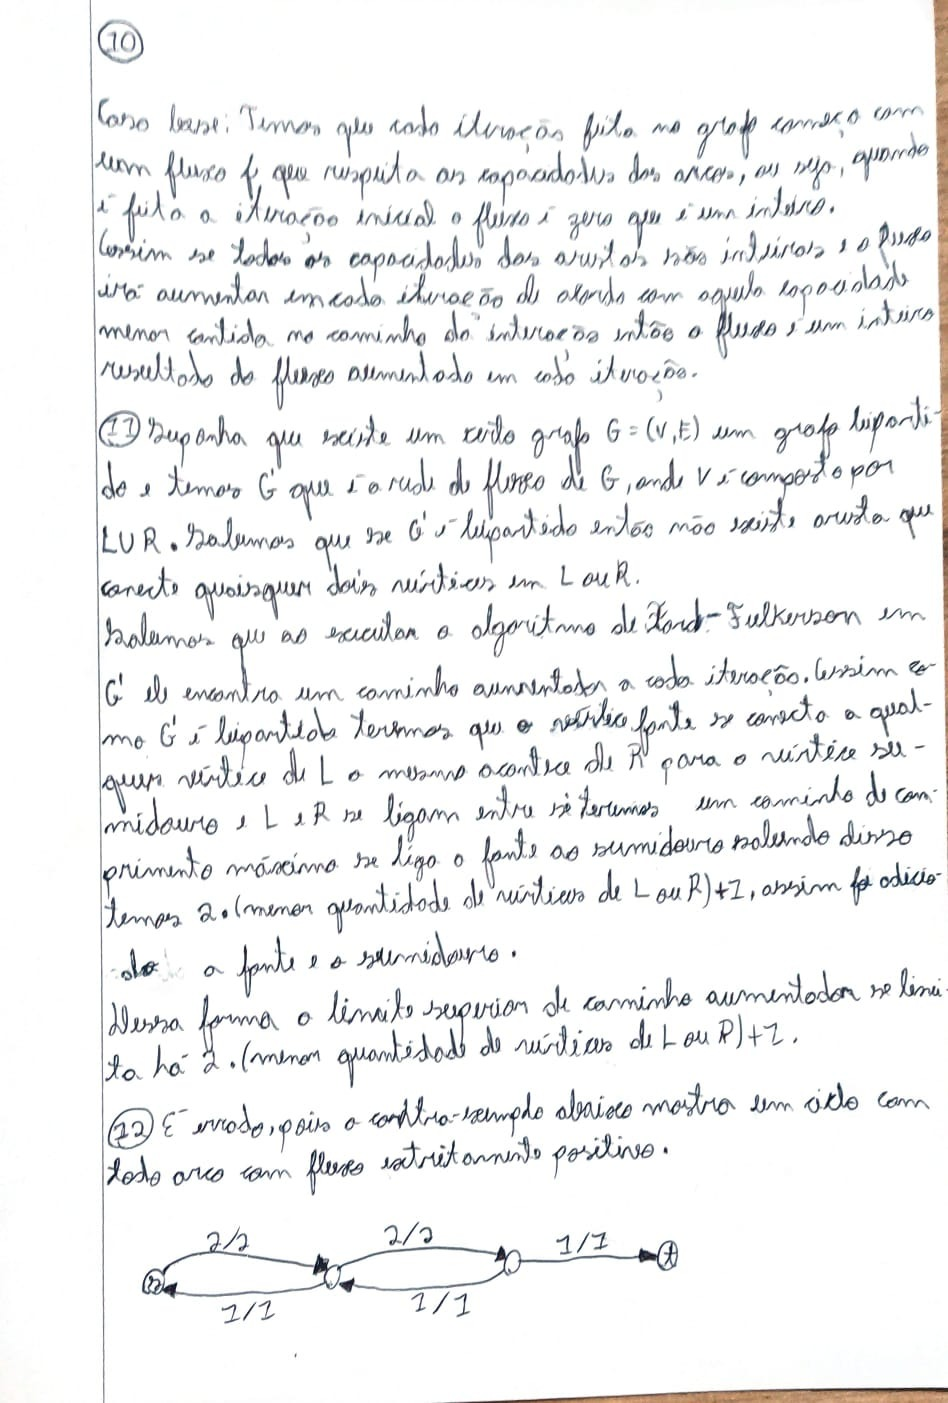 10
Caso base: Temos que cada iteração feita no grafo começa com
um fluxo f, que respeita as capacidades dos arcos, ou seja, quando
é feita a iteração inicial o fluxo é zero que é um inteiro.
Assim se todas as capacidades das arestas são inteiras e o fluxo
irá aumentar em cada iteração de acordo com aquela capacidade
menor contida no caminho da interação então o fluxo é um inteiro
resultado do fluxo aumentado em cada iteração.
11 Suponha que existe um certo grafo G = (V,E) um grafo biparti-
do e temos G' que é a rede de fluxo de G, onde V é composto por
LUR. Sabemos que se G é bipartido então não existe aresta que
conecte quaisquer dois vértices em L ou R.
Sabemos que ao executar o algoritmo de Ford-Fulkerson em
G' ele encontra um caminho aumentador a cada iteração. Assim co-
mo G' é bipartido teremos que o vértice fonte se conecta a qual-
quer vértice de L o mesmo acontece de R para o vértice su-
midouro e L e R se ligam entre si teremos um caminho de com-
primento máximo se liga o fonte ao sumidouro sabendo disso
temos 2.(menor quantidade de vértices de L ou R)+1, assim foi adicio-
do a fonte e o sumidouro.
Dessa forma o limite superior de caminho aumentador se limi-
ta há 2.(menor quantidade de vértices de L ou R)+1.
12 É errado, pois o contra-exemplo abaixo mostra um ciclo com
todo arco com fluxo estritamente positivo.
2/2 2/2 1/1
s t
1/1 1/1